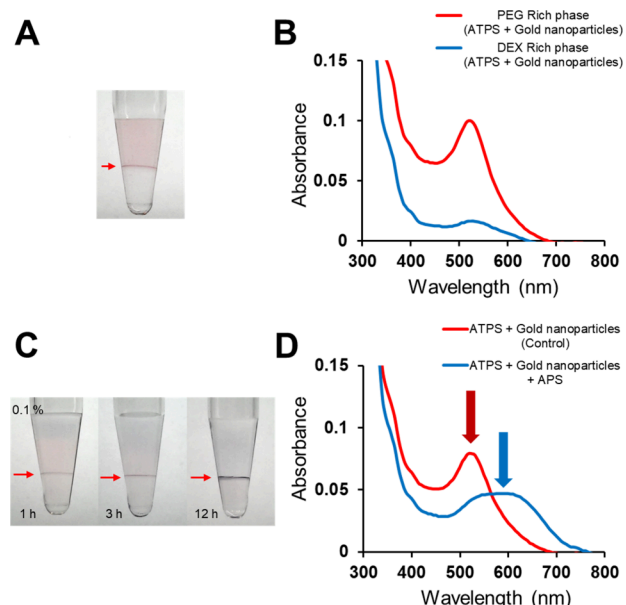 A
B
PEG Rich phase
(ATPS + Gold nanoparticles)
DEX Rich phase
(ATPS + Gold nanoparticles)
0.15
0.1
0.05
0
Absorbance
300 400 500 600 700 800
Wavelength (nm)
C
0.1 %
1 h
3 h
12 h
D
ATPS + Gold nanoparticles
(Control)
ATPS + Gold nanoparticles
+ APS
0.15
0.1
0.05
0
Absorbance
300 400 500 600 700 800
Wavelength (nm)